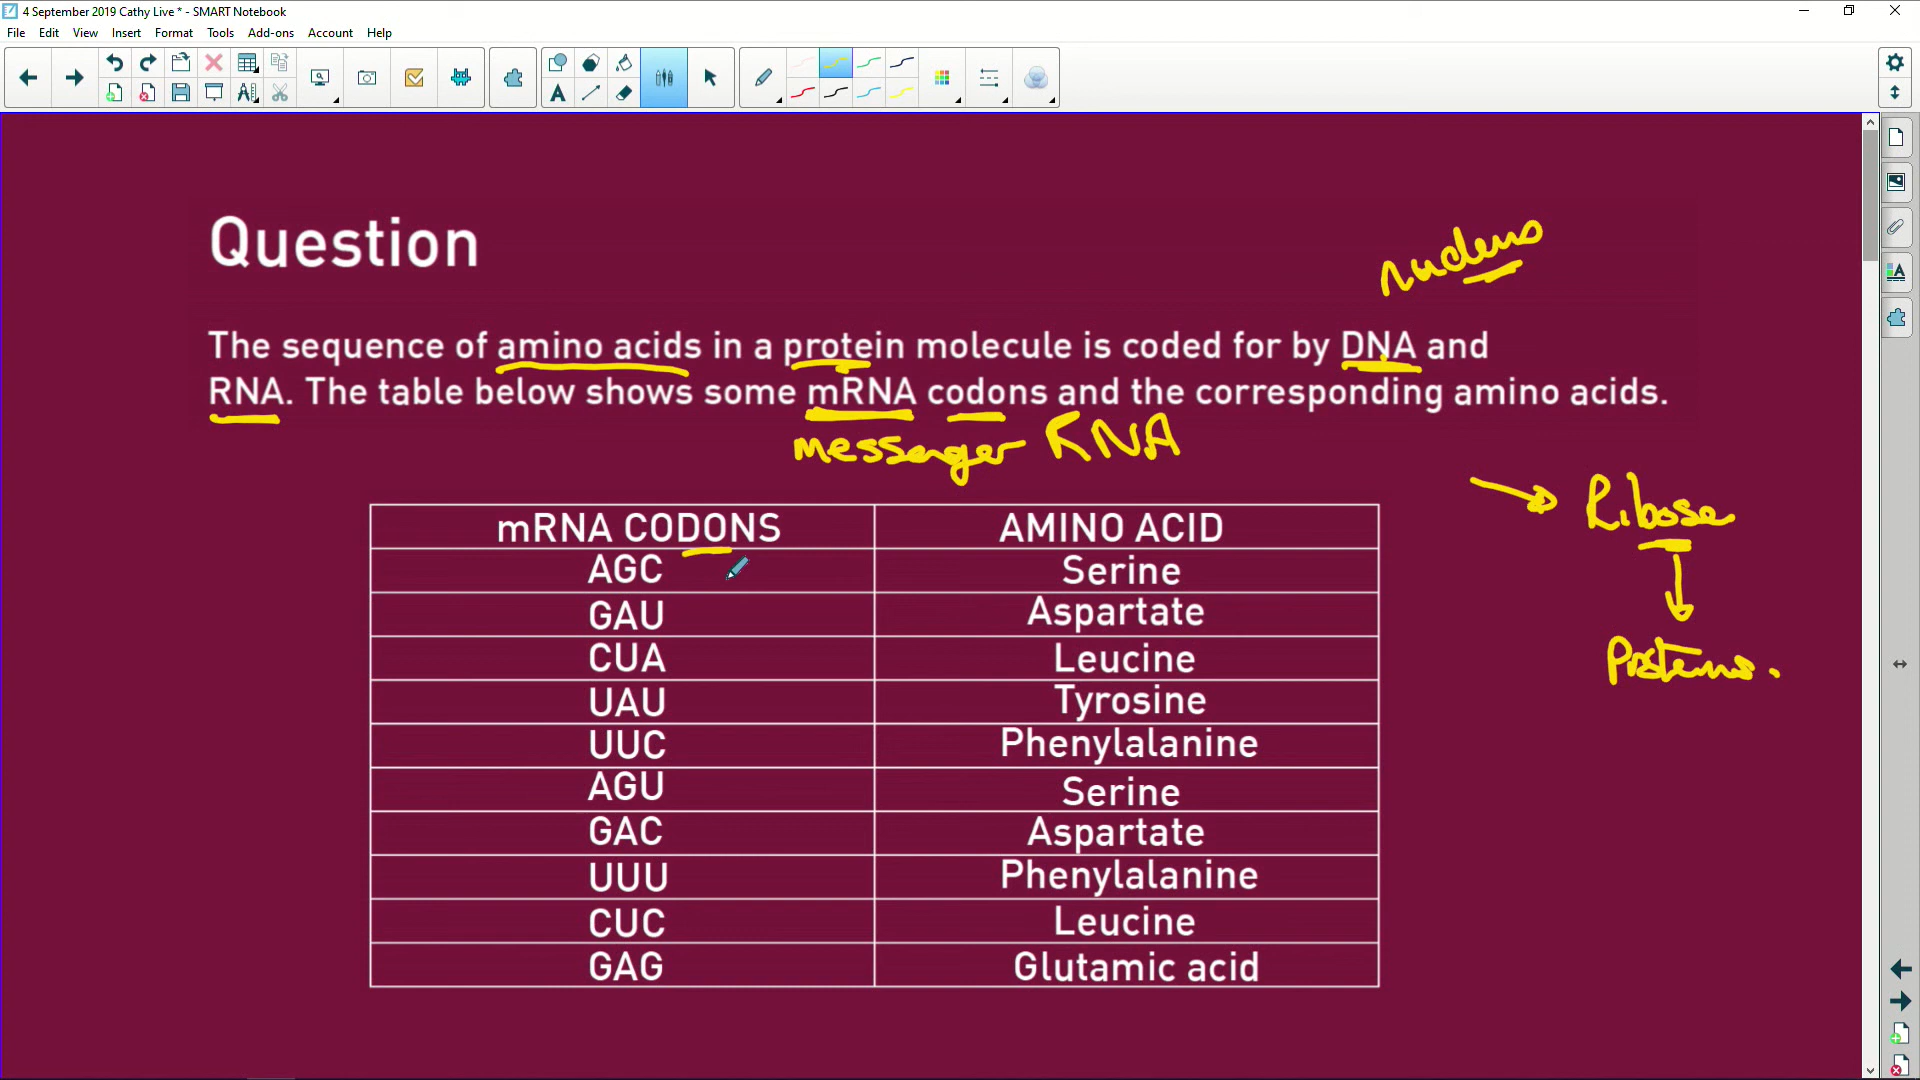 4 September 2019 Cathy Live * - SMART Notebook
File Edit View Insert Format Tools Add-ons Account Help
Question
nucleus
The sequence of amino acids in a protein molecule is coded for by DNA and
RNA. The table below shows some mRNA codons and the corresponding amino acids.
messenger RNA
mRNA CODONS AMINO ACID
AGC Serine
GAU Aspartate
CUA Leucine
UAU Tyrosine
UUC Phenylalanine
AGU Serine
GAC Aspartate
UUU Phenylalanine
CUC Leucine
GAG Glutamic acid
Ribose
Proteins.